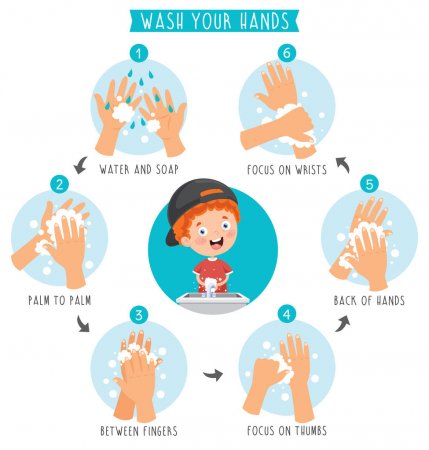 WASH YOUR HANDS
1
WATER AND SOAP
2
PALM TO PALM
3
BETWEEN FINGERS
4
FOCUS ON THUMBS
5
BACK OF HANDS
6
FOCUS ON WRISTS